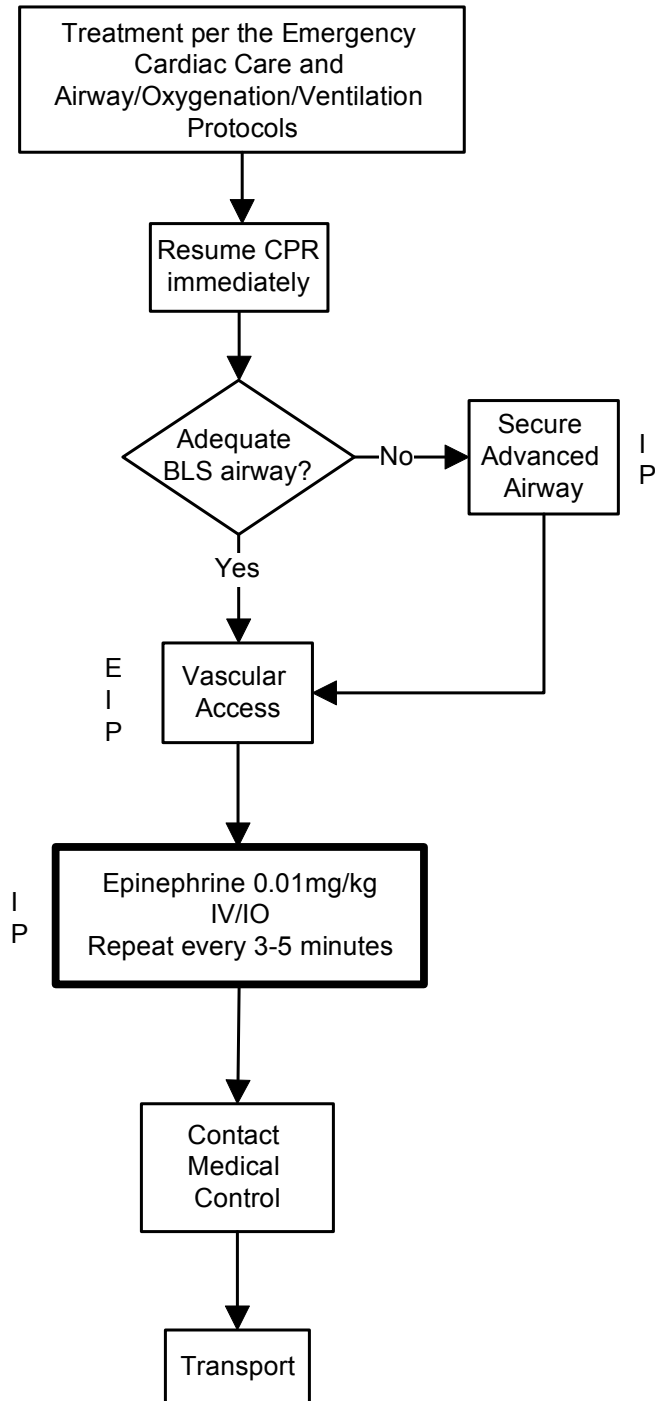 Treatment per the Emergency
Cardiac Care and
Airway/Oxygenation/Ventilation
Protocols
Resume CPR
immediately
Adequate
BLS airway?
No
Secure
Advanced
Airway
I
P
Yes
E
I
P
Vascular
Access
I
P
Epinephrine 0.01mg/kg
IV/IO
Repeat every 3-5 minutes
Contact
Medical
Control
Transport